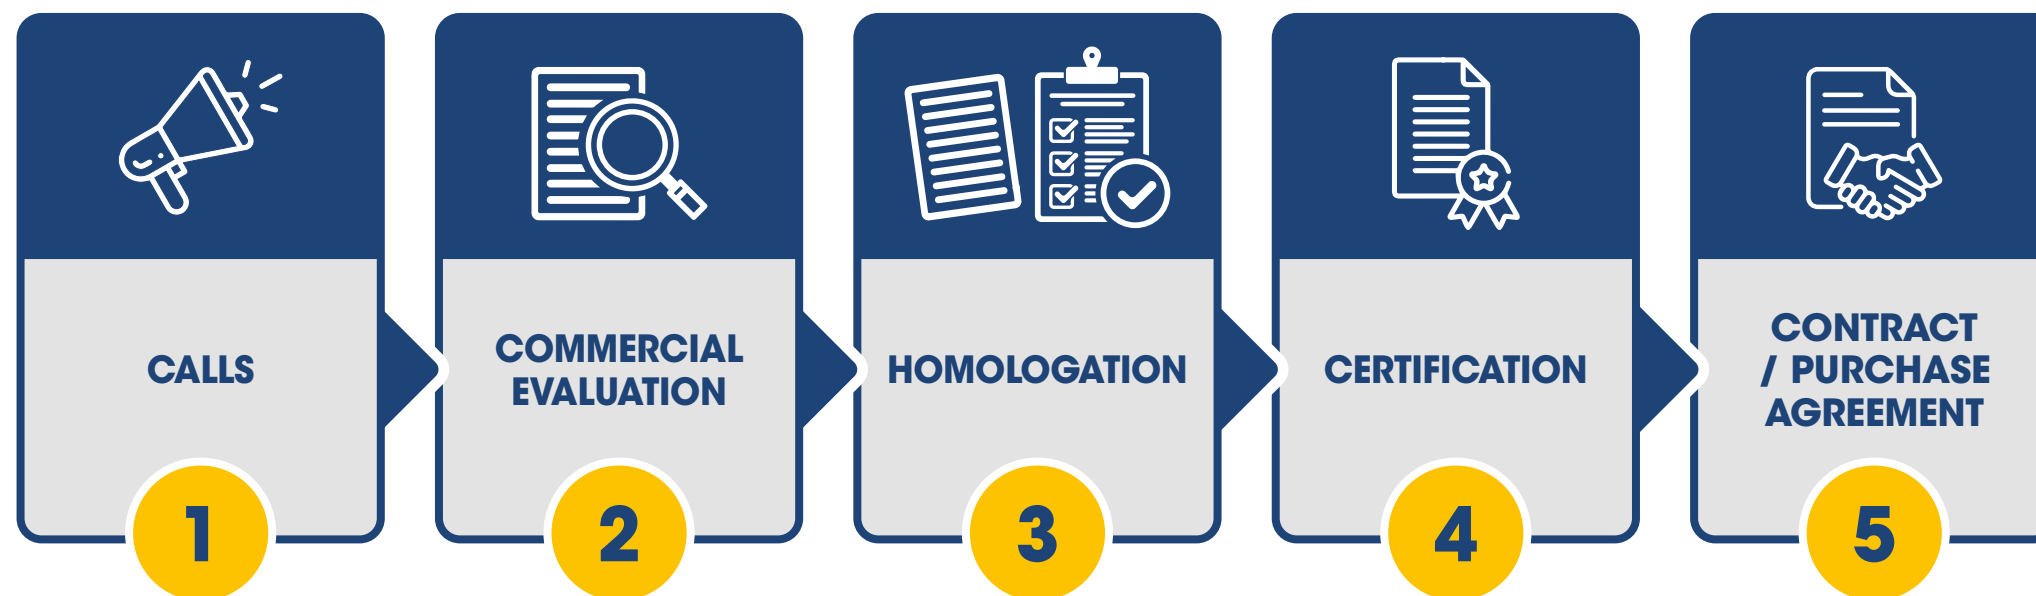 CALLS
1
COMMERCIAL
EVALUATION
2
HOMOLOGATION
3
CERTIFICATION
4
CONTRACT
/ PURCHASE
AGREEMENT
5